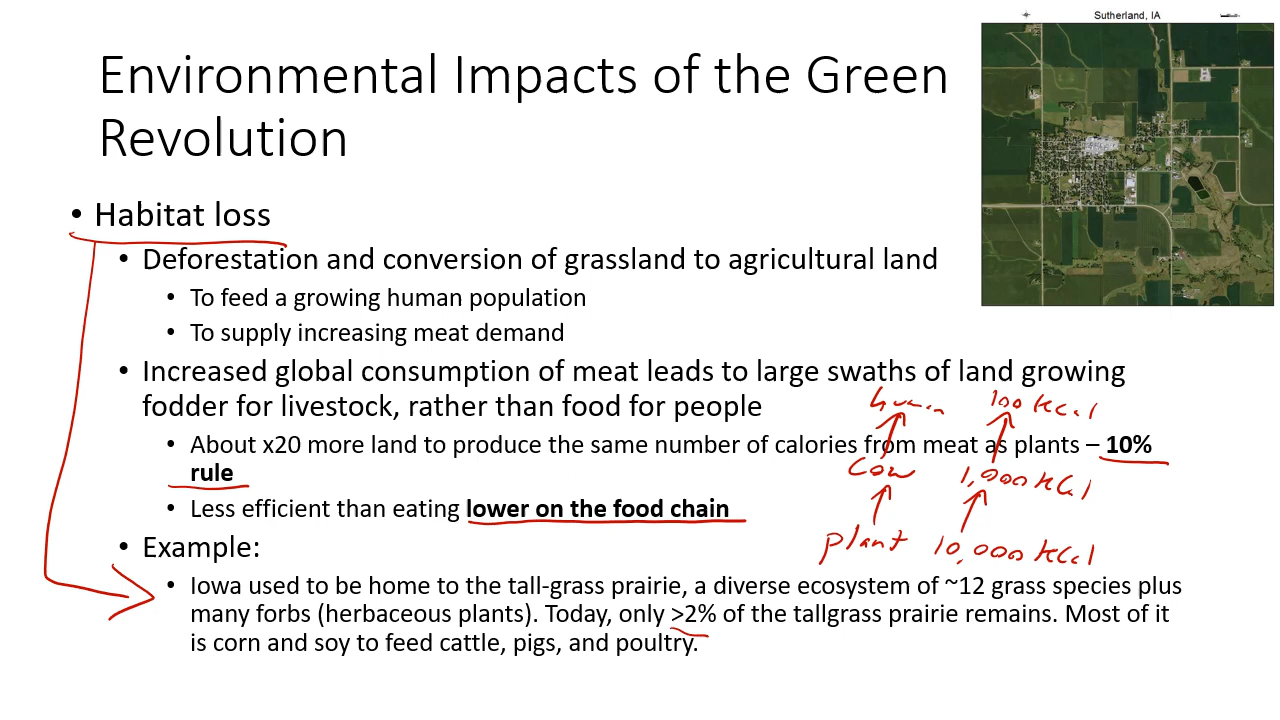 Sutherland, IA
Environmental Impacts of the Green
Revolution
• Habitat loss
• Deforestation and conversion of grassland to agricultural land
• To feed a growing human population
• To supply increasing meat demand
• Increased global consumption of meat leads to large swaths of land growing
fodder for livestock, rather than food for people
human 100 kcal
• About x20 more land to produce the same number of calories from meat as plants – 10%
rule
cow 1,000 kcal
• Less efficient than eating lower on the food chain
plant 10,000 kcal
• Example:
• Iowa used to be home to the tall-grass prairie, a diverse ecosystem of ~12 grass species plus
many forbs (herbaceous plants). Today, only >2% of the tallgrass prairie remains. Most of it
is corn and soy to feed cattle, pigs, and poultry.